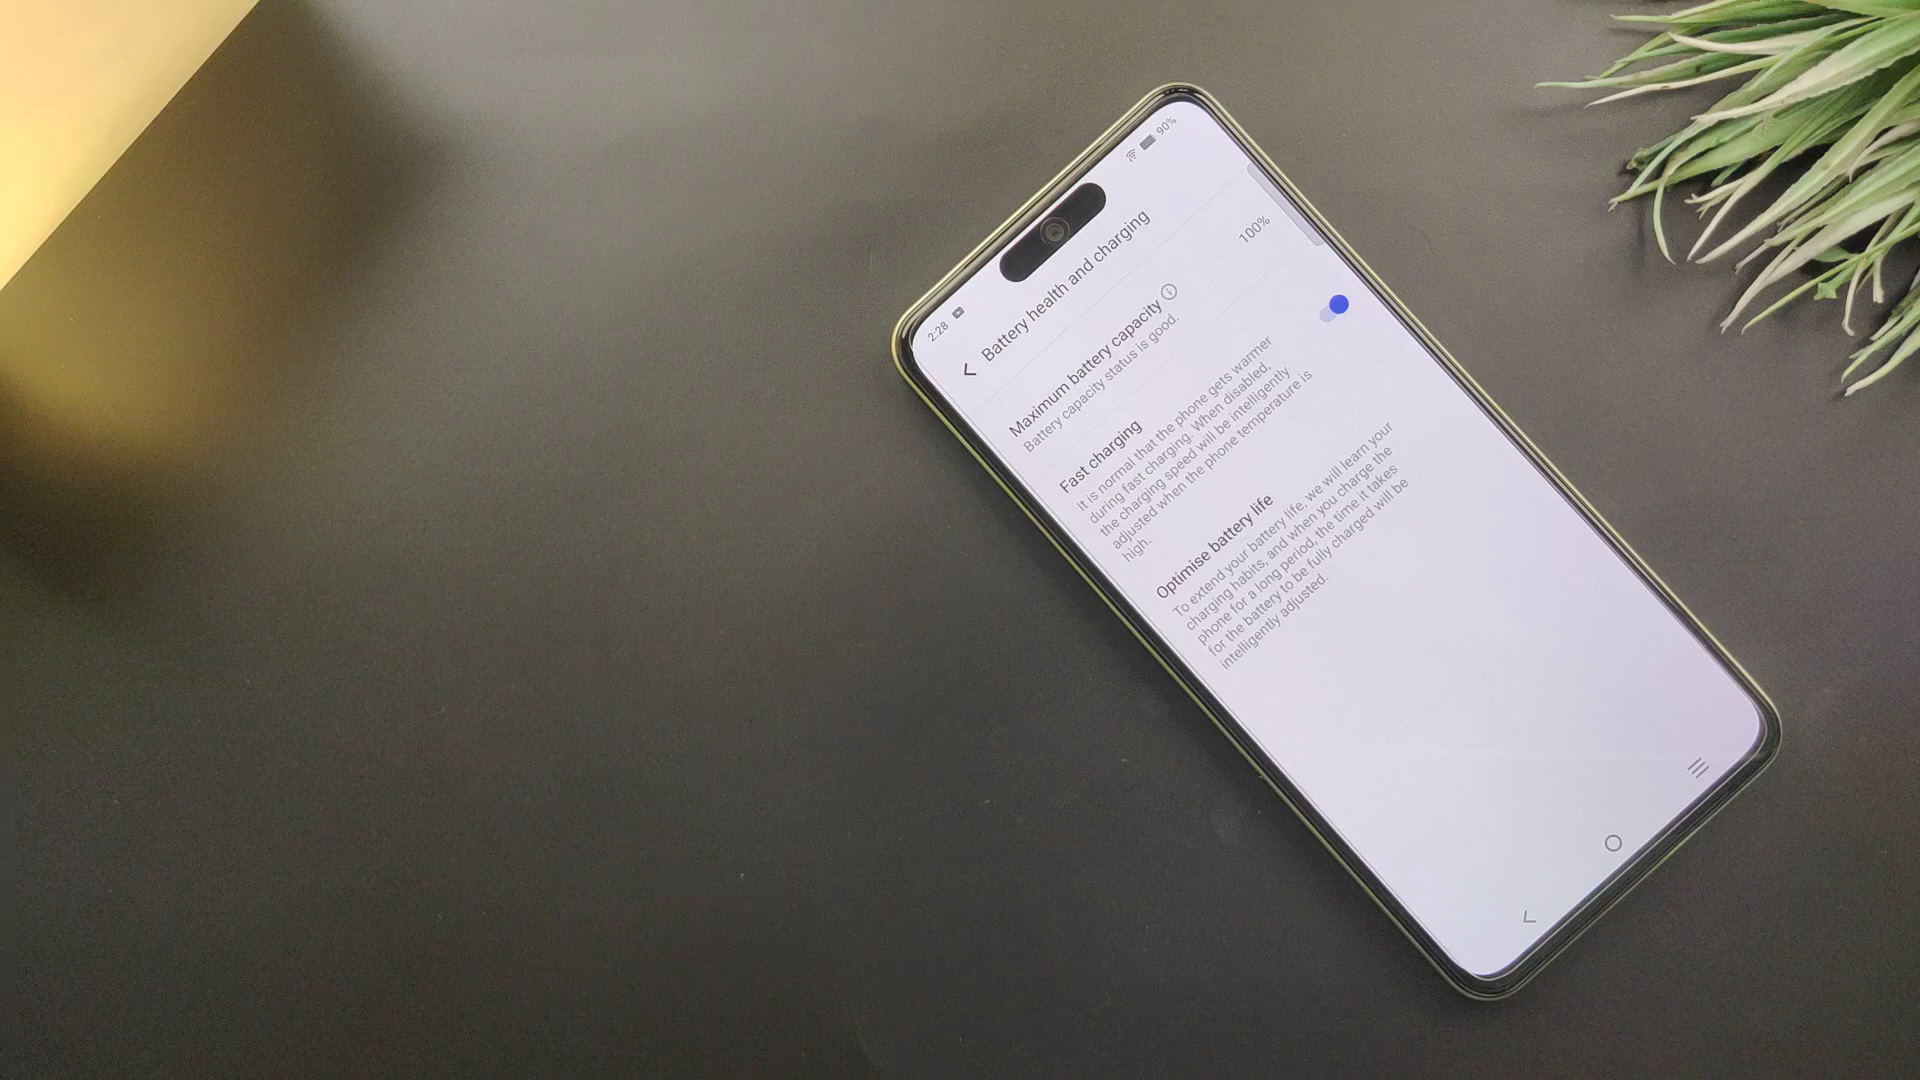 2:28
90%
Battery health and charging
Maximum battery capacity
100%
Battery capacity status is good.
Fast charging
It is normal that the phone gets warmer
during fast charging. When disabled,
the charging speed will be intelligently
adjusted when the phone temperature is
high.
Optimise battery life
To extend your battery life, we will learn your
charging habits, and when you charge the
phone for a long period, the time it takes
for the battery to be fully charged will be
intelligently adjusted.